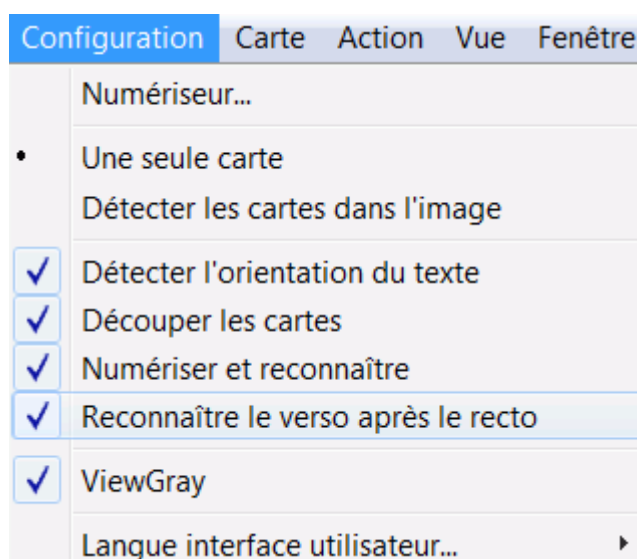 Configuration Carte Action Vue Fenêtre
Numériseur...
Une seule carte
Détecter les cartes dans l'image
Détecter l'orientation du texte
Découper les cartes
Numériser et reconnaître
Reconnaître le verso après le recto
ViewGray
Langue interface utilisateur...